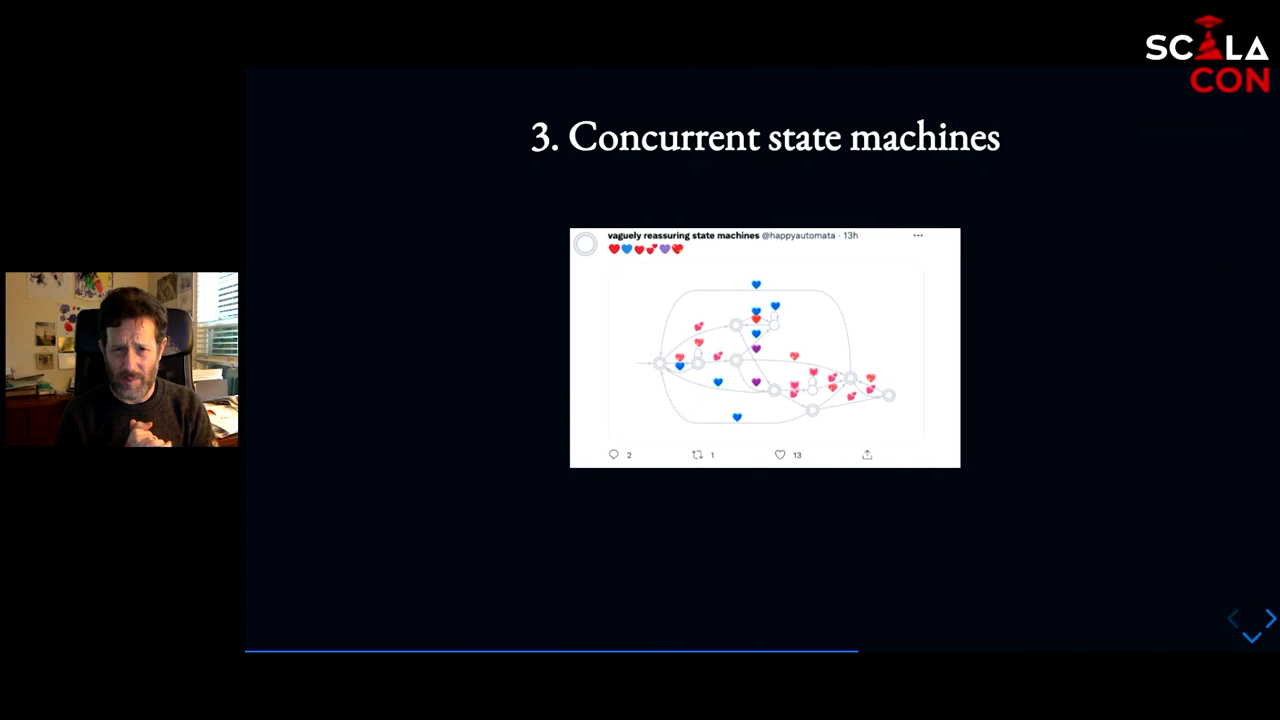 SCALA
CON
3. Concurrent state machines
vaguely reassuring state machines @happyautomata · 13h
2
1
13